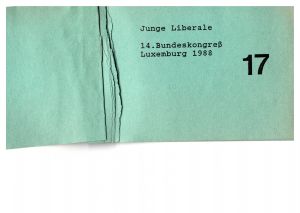 Junge Liberale
14.Bundeskongreß
Luxemburg 1988
17